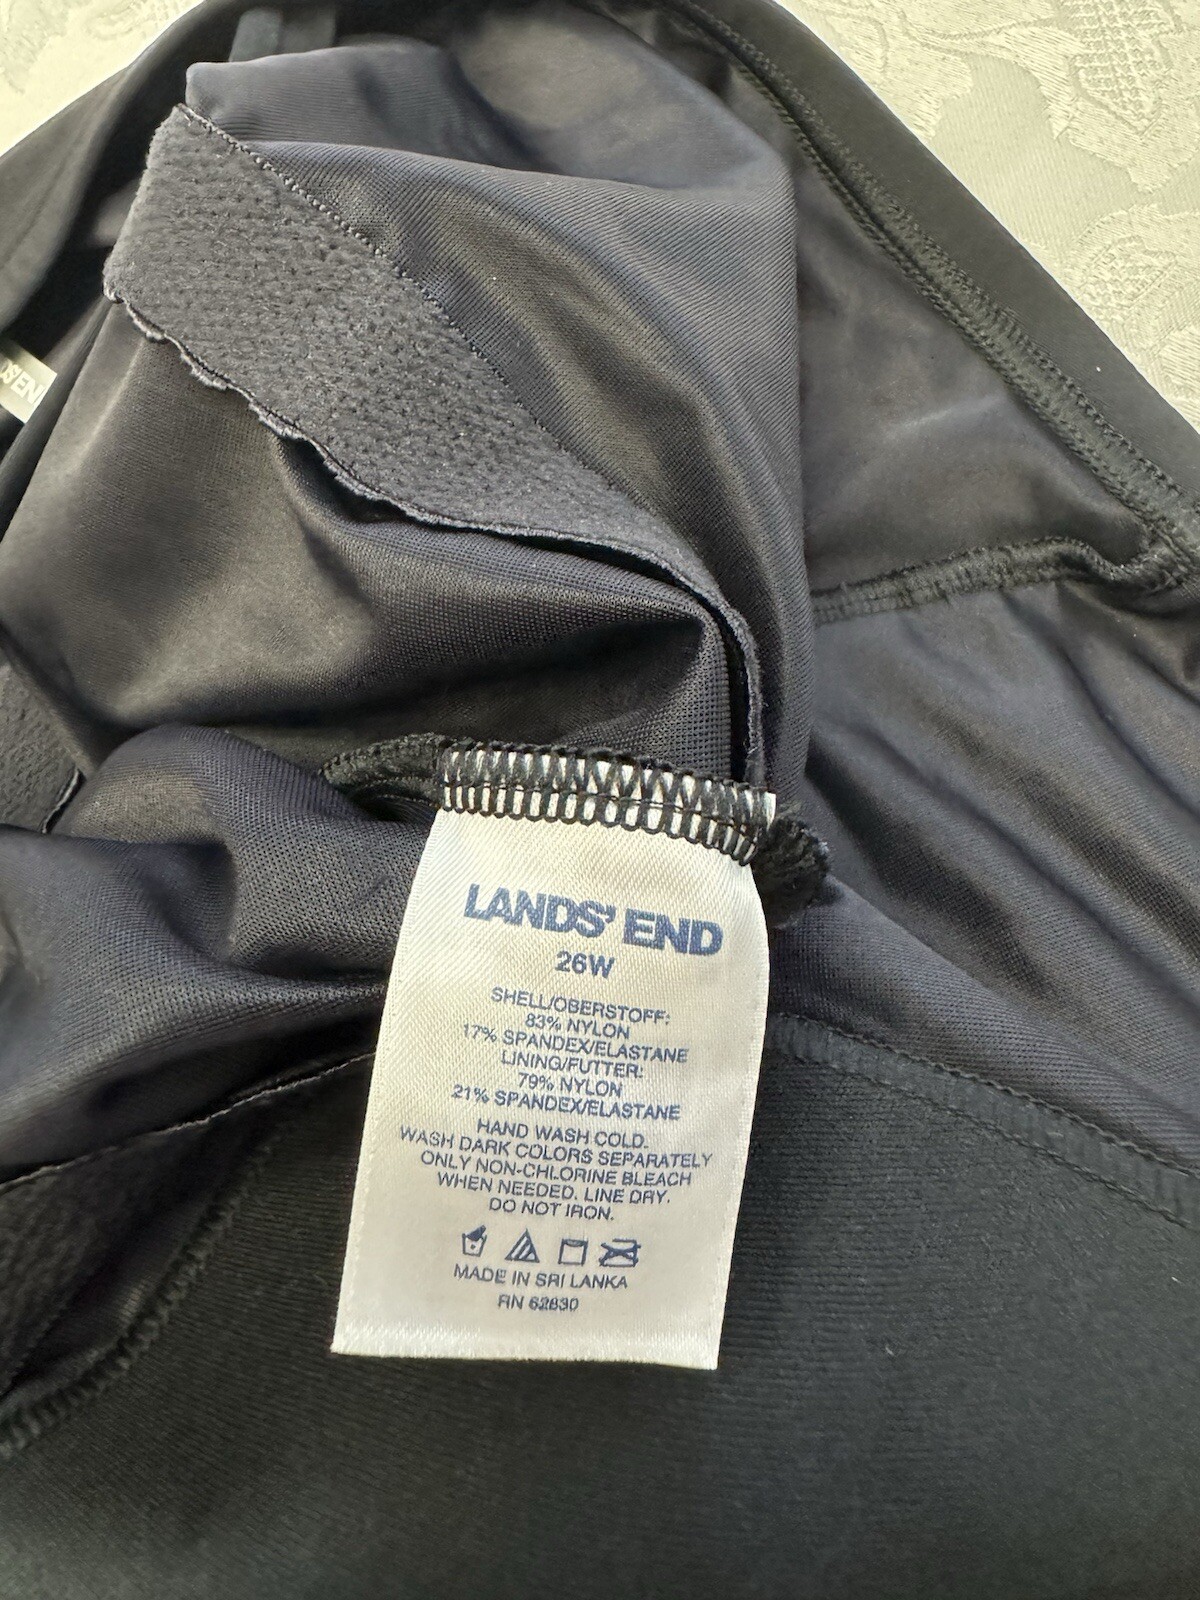 LANDS' END
26W
SHELL/OBERSTOFF:
83% NYLON
17% SPANDEX/ELASTANE
LINING/FUTTER:
79% NYLON
21% SPANDEX/ELASTANE
HAND WASH COLD.
WASH DARK COLORS SEPARATELY
ONLY NON-CHLORINE BLEACH
WHEN NEEDED. LINE DRY.
DO NOT IRON.
MADE IN SRI LANKA
RN 62830